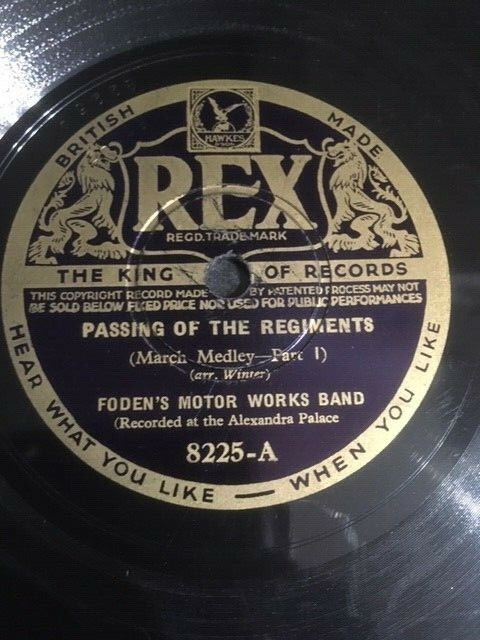 BRITISH MADE
HAWKES
REX
REGD. TRADE MARK
THE KING OF RECORDS
THIS COPYRIGHT RECORD MADE BY PATENTED PROCESS MAY NOT
BE SOLD BELOW FIXED PRICE NOR USED FOR PUBLIC PERFORMANCES
PASSING OF THE REGIMENTS
(March Medley—Part 1)
(arr. Winter)
FODEN'S MOTOR WORKS BAND
(Recorded at the Alexandra Palace
8225-A
HEAR WHAT YOU LIKE — WHEN YOU LIKE